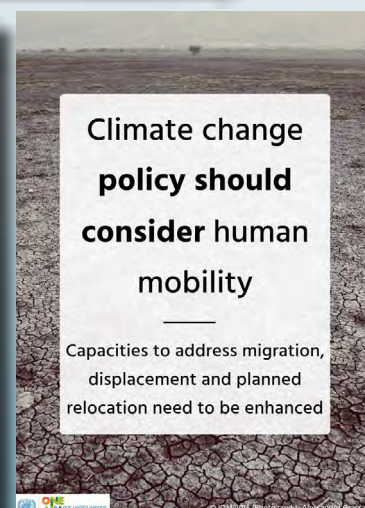 Climate change
policy should
consider human
mobility
Capacities to address migration,
displacement and planned
relocation need to be enhanced
ONE